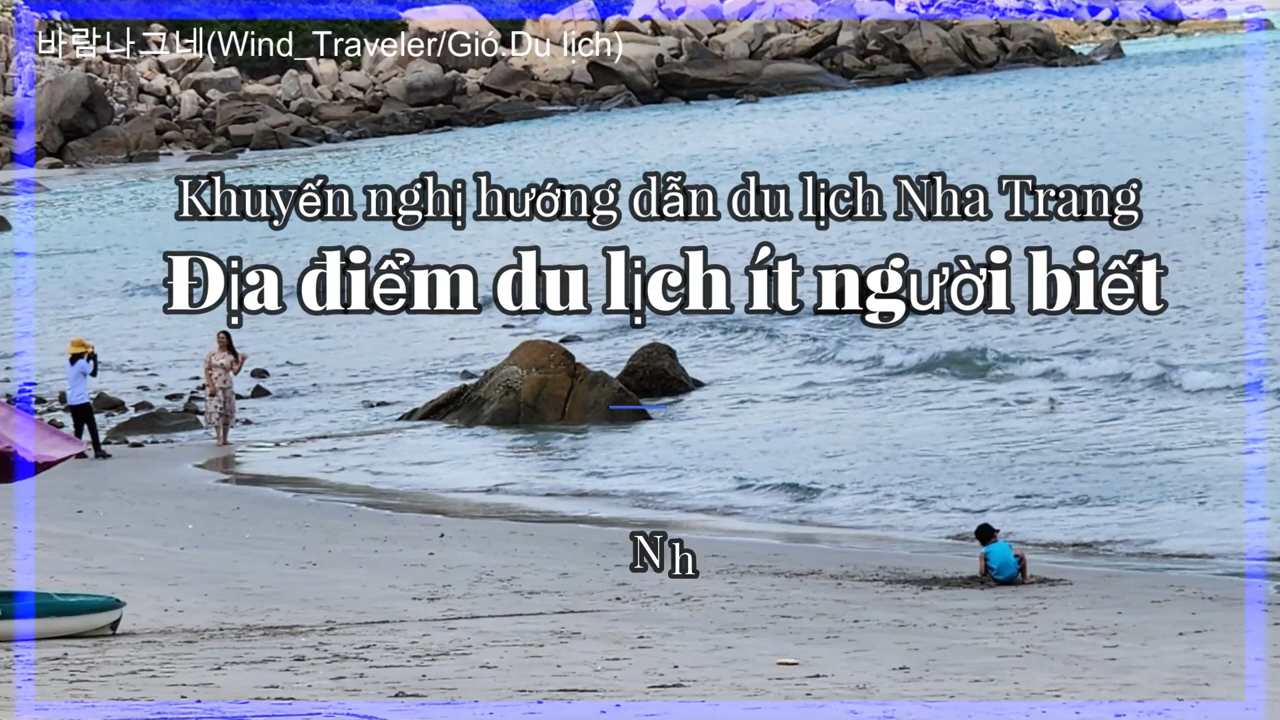 바람나그네(Wind_Traveler/Gió.Du lịch)
Khuyến nghị hướng dẫn du lịch Nha Trang
Địa điểm du lịch ít người biết
Nh